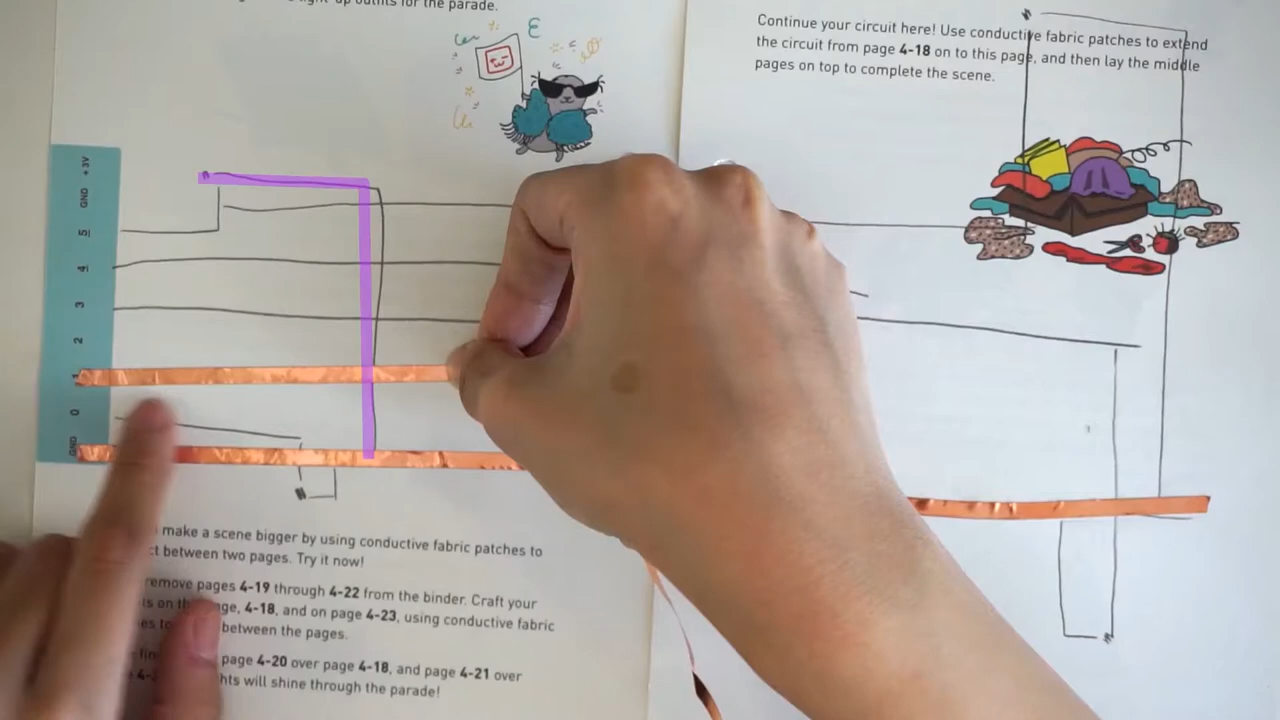 outfits for the parade.
Continue your circuit here! Use conductive fabric patches to extend
the circuit from page 4-18 on to this page, and then lay the middle
pages on top to complete the scene.
+3V
GND
5
4
3
2
1
0
GND
make a scene bigger by using conductive fabric patches to
between two pages. Try it now!
remove pages 4-19 through 4-22 from the binder. Craft your
on page, 4-18, and on page 4-23, using conductive fabric
between the pages.
page 4-20 over page 4-18, and page 4-21 over
will shine through the parade!